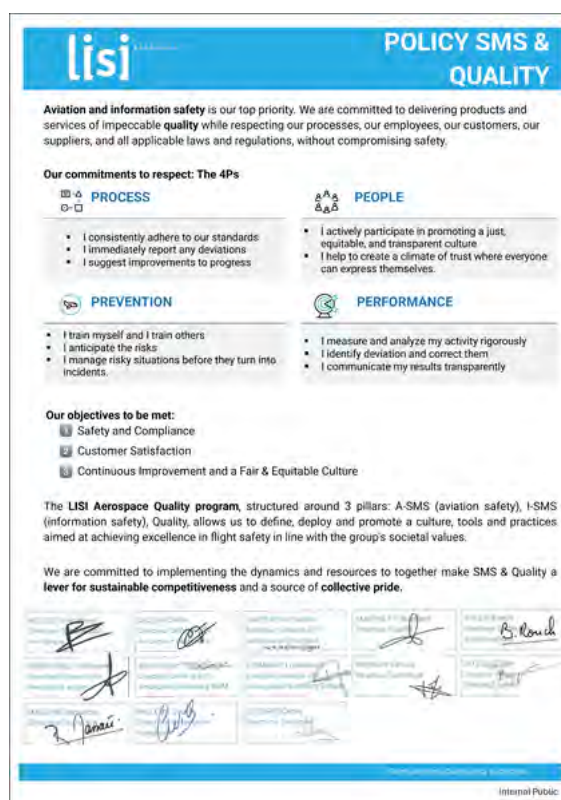 lisi
POLICY SMS &
QUALITY
Aviation and information safety is our top priority. We are committed to delivering products and
services of impeccable quality while respecting our processes, our employees, our customers, our
suppliers, and all applicable laws and regulations, without compromising safety.
Our commitments to respect: The 4Ps
PROCESS
I consistently adhere to our standards
I immediately report any deviations
I suggest improvements to progress
PEOPLE
I actively participate in promoting a just,
equitable, and transparent culture
I help to create a climate of trust where everyone
can express themselves.
PREVENTION
I train myself and I train others
I anticipate the risks
I manage risky situations before they turn into
incidents.
PERFORMANCE
I measure and analyze my activity rigorously
I identify deviation and correct them
I communicate my results transparently
Our objectives to be met:
1 Safety and Compliance
2 Customer Satisfaction
3 Continuous Improvement and a Fair & Equitable Culture
The LISI Aerospace Quality program, structured around 3 pillars: A-SMS (aviation safety), I-SMS
(information safety), Quality, allows us to define, deploy and promote a culture, tools and practices
aimed at achieving excellence in flight safety in line with the group's societal values.
We are committed to implementing the dynamics and resources to together make SMS & Quality a
lever for sustainable competitiveness and a source of collective pride.
B. Rouch
Internal Public